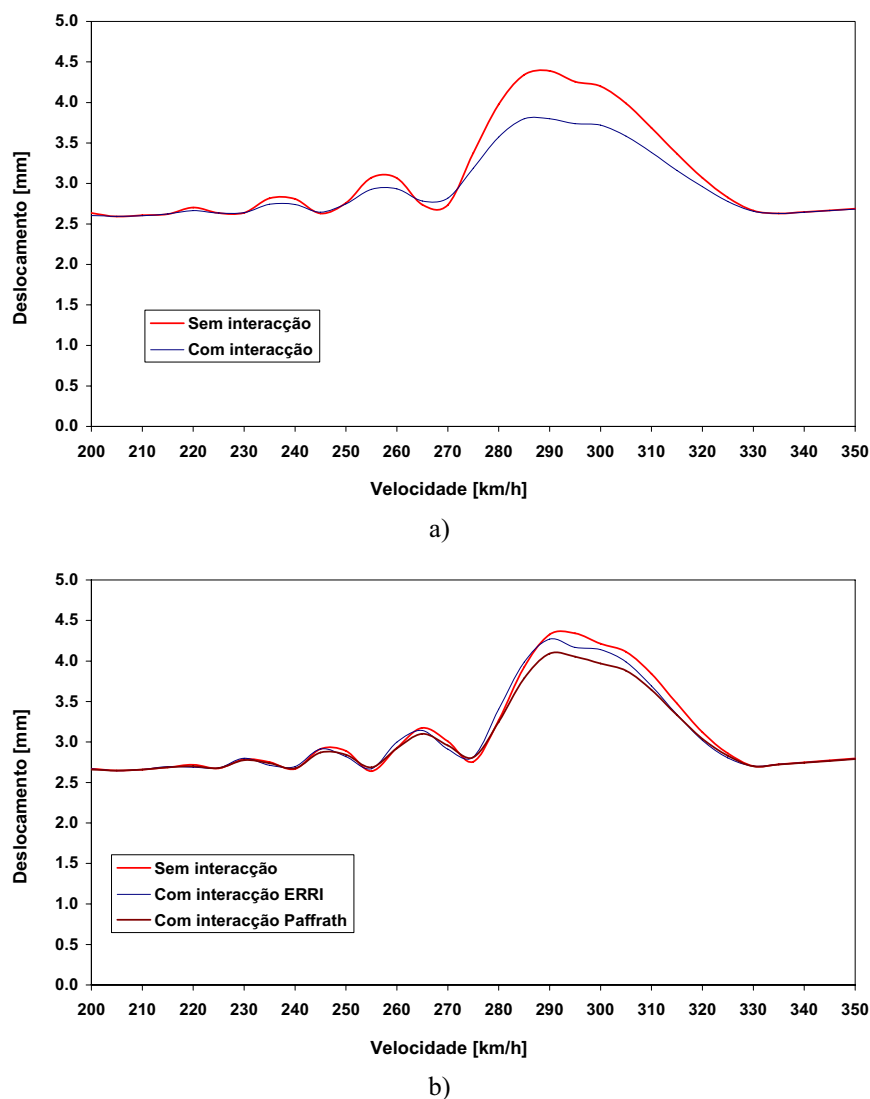 5.0
4.5
4.0
3.5
3.0
2.5
2.0
1.5
1.0
0.5
0.0
Deslocamento [mm]
Sem interacção
Com interacção
200 210 220 230 240 250 260 270 280 290 300 310 320 330 340 350
Velocidade [km/h]
a)
5.0
4.5
4.0
3.5
3.0
2.5
2.0
1.5
1.0
0.5
0.0
Deslocamento [mm]
Sem interacção
Com interacção ERRI
Com interacção Paffrath
200 210 220 230 240 250 260 270 280 290 300 310 320 330 340 350
Velocidade [km/h]
b)